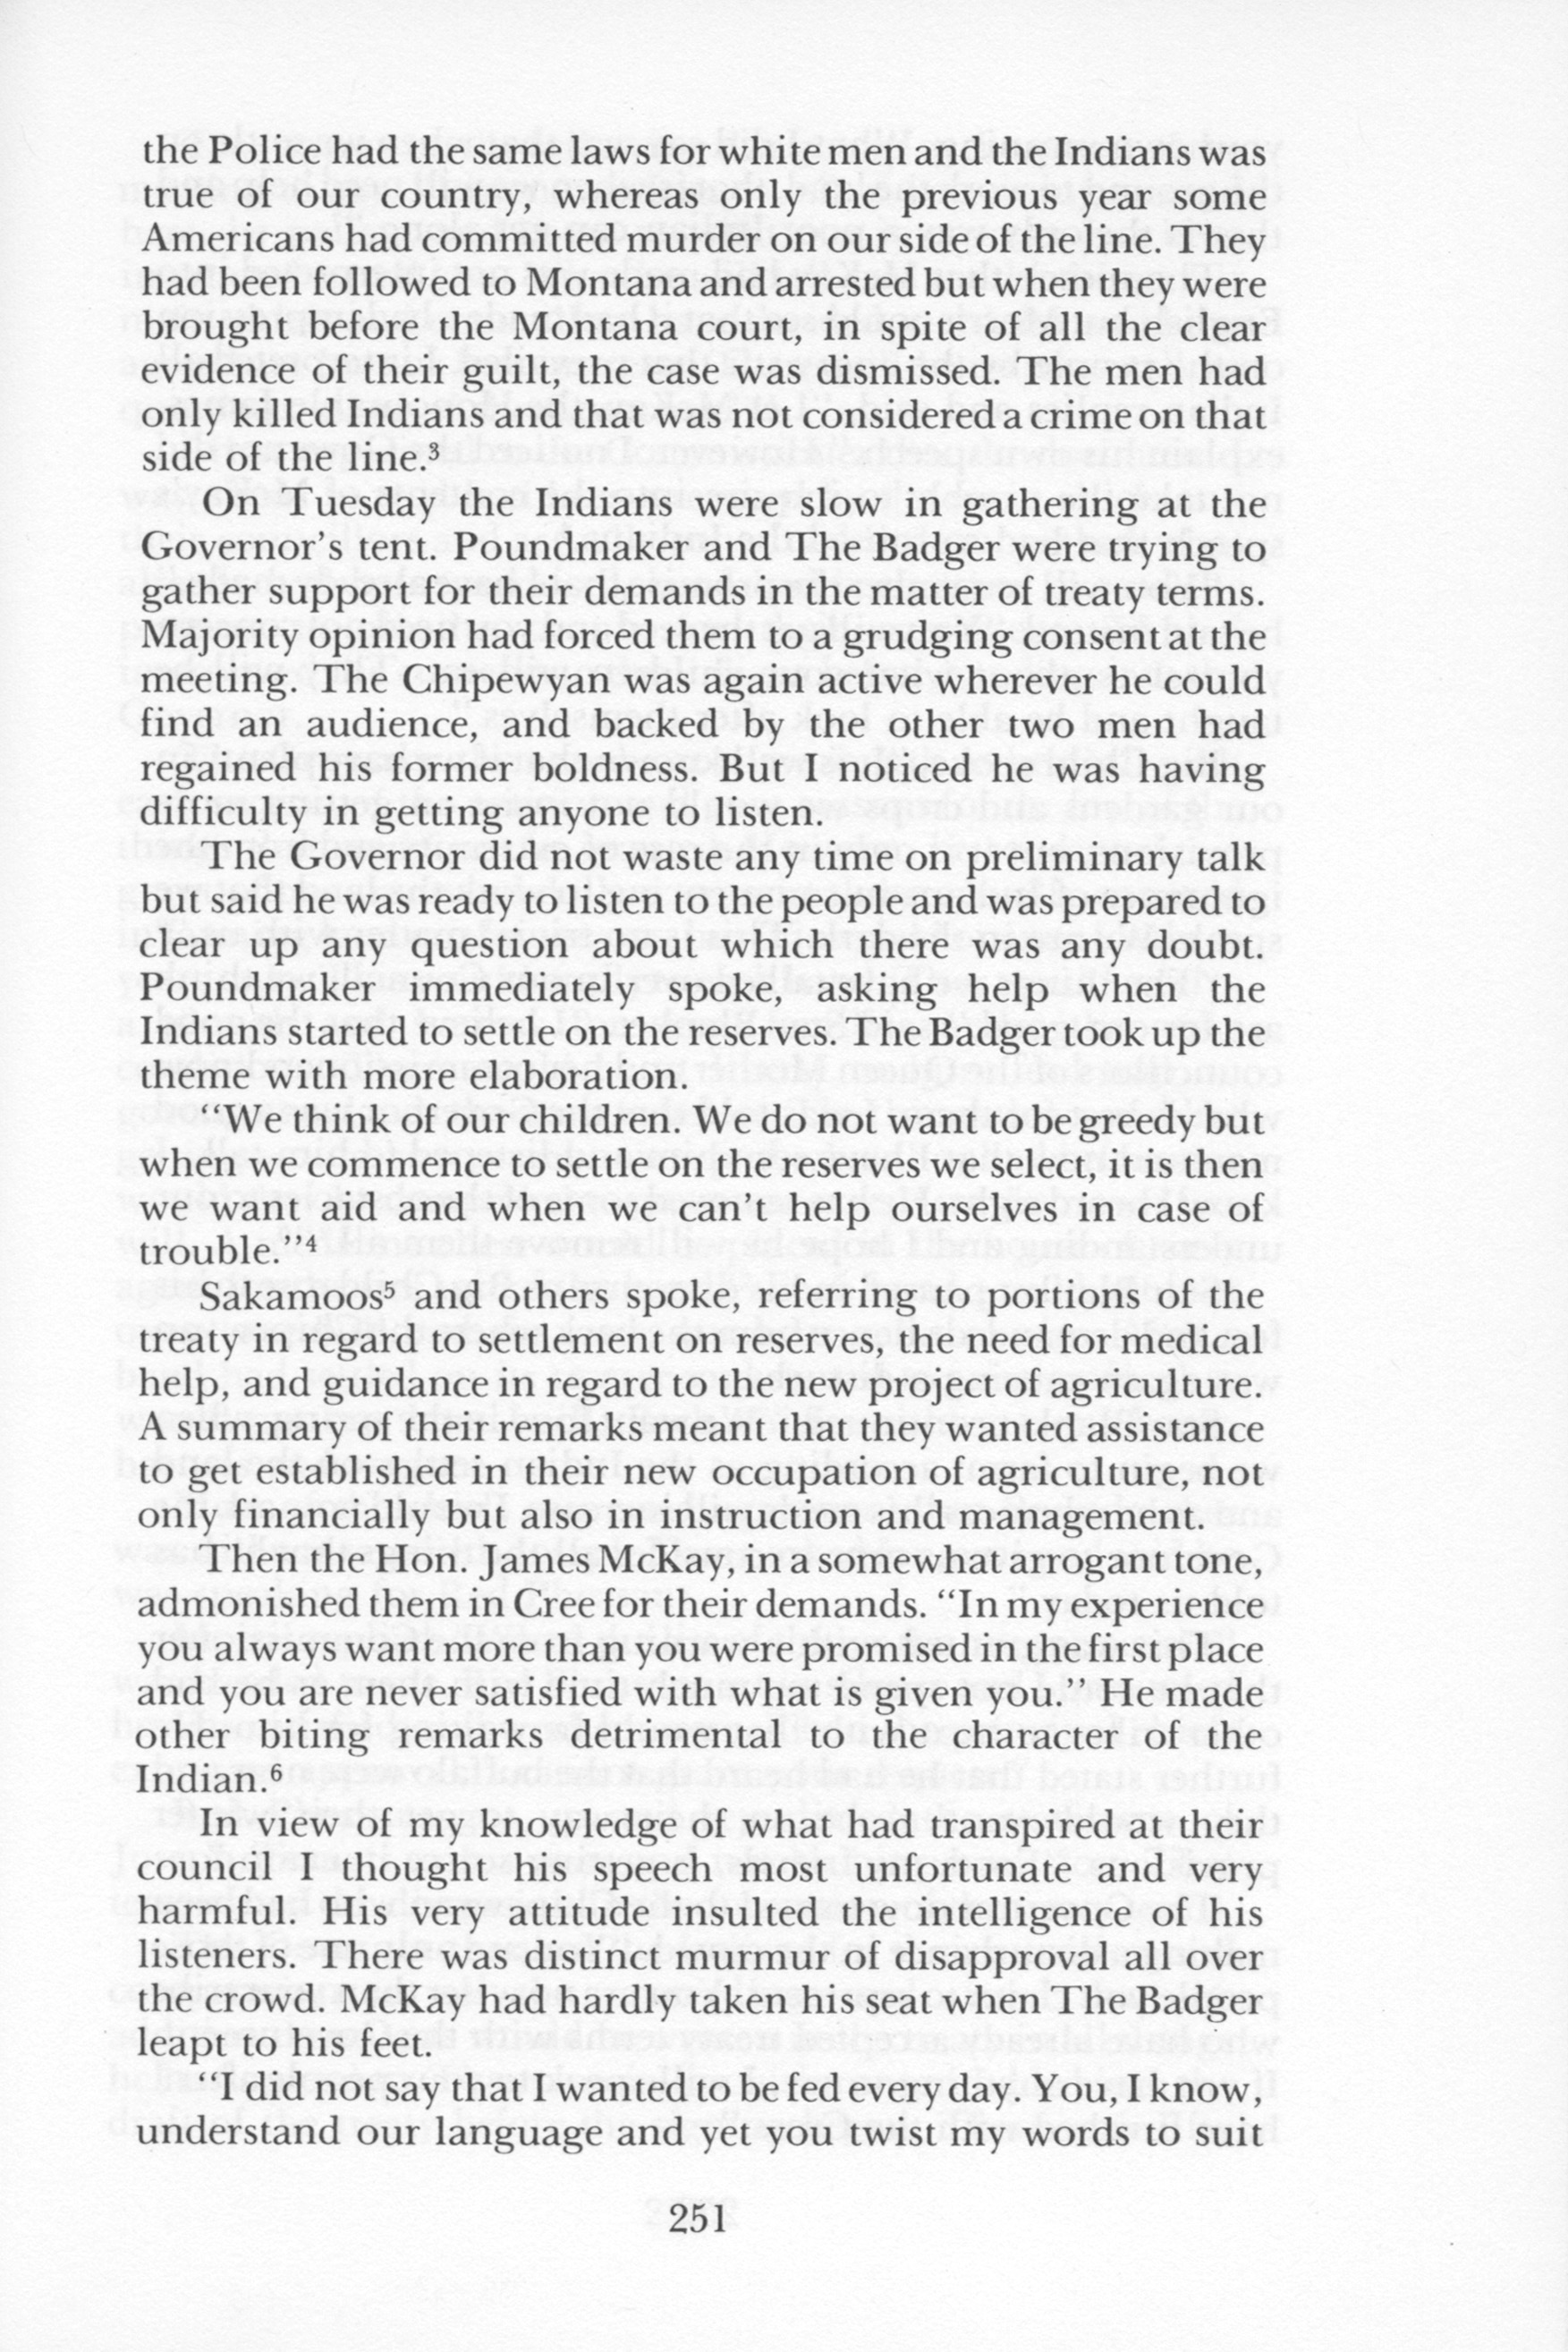 the Police had the same laws for white men and the Indians was
true of our country, whereas only the previous year some
Americans had committed murder on our side of the line. They
had been followed to Montana and arrested but when they were
brought before the Montana court, in spite of all the clear
evidence of their guilt, the case was dismissed. The men had
only killed Indians and that was not considered a crime on that
side of the line.³
On Tuesday the Indians were slow in gathering at the
Governor's tent. Poundmaker and The Badger were trying to
gather support for their demands in the matter of treaty terms.
Majority opinion had forced them to a grudging consent at the
meeting. The Chipewyan was again active wherever he could
find an audience, and backed by the other two men had
regained his former boldness. But I noticed he was having
difficulty in getting anyone to listen.
The Governor did not waste any time on preliminary talk
but said he was ready to listen to the people and was prepared to
clear up any question about which there was any doubt.
Poundmaker immediately spoke, asking help when the
Indians started to settle on the reserves. The Badger took up the
theme with more elaboration.
“We think of our children. We do not want to be greedy but
when we commence to settle on the reserves we select, it is then
we want aid and when we can't help ourselves in case of
trouble.”⁴
Sakamoos⁵ and others spoke, referring to portions of the
treaty in regard to settlement on reserves, the need for medical
help, and guidance in regard to the new project of agriculture.
A summary of their remarks meant that they wanted assistance
to get established in their new occupation of agriculture, not
only financially but also in instruction and management.
Then the Hon. James McKay, in a somewhat arrogant tone,
admonished them in Cree for their demands. “In my experience
you always want more than you were promised in the first place
and you are never satisfied with what is given you.” He made
other biting remarks detrimental to the character of the
Indian.⁶
In view of my knowledge of what had transpired at their
council I thought his speech most unfortunate and very
harmful. His very attitude insulted the intelligence of his
listeners. There was distinct murmur of disapproval all over
the crowd. McKay had hardly taken his seat when The Badger
leapt to his feet.
“I did not say that I wanted to be fed every day. You, I know,
understand our language and yet you twist my words to suit
251